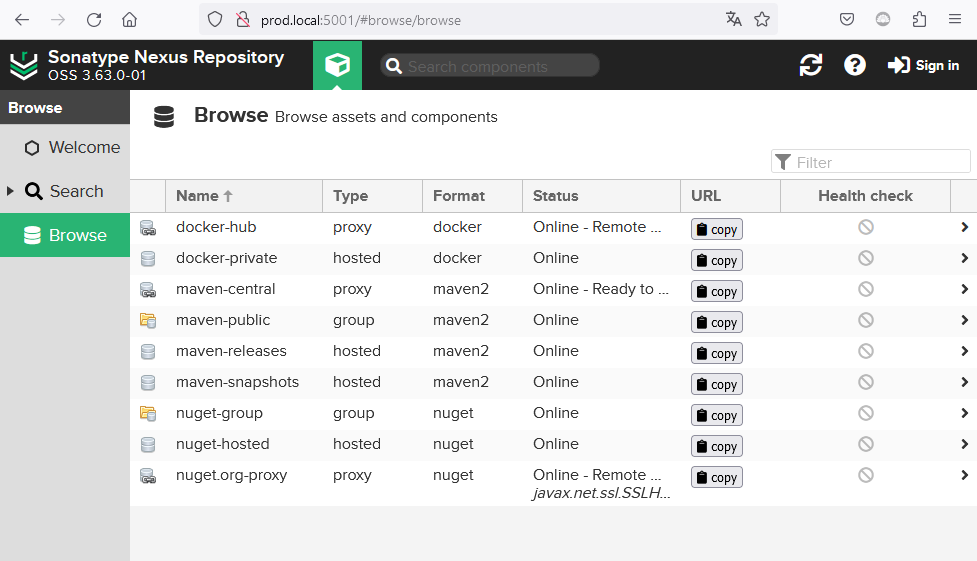 prod.local:5001/#browse/browse
Sonatype Nexus Repository
OSS 3.63.0-01
Search components
Sign in
Browse
Welcome
Search
Browse
Browse Browse assets and components
Filter
Name Type Format Status URL Health check
docker-hub proxy docker Online - Remote ... copy
docker-private hosted docker Online copy
maven-central proxy maven2 Online - Ready to ... copy
maven-public group maven2 Online copy
maven-releases hosted maven2 Online copy
maven-snapshots hosted maven2 Online copy
nuget-group group nuget Online copy
nuget-hosted hosted nuget Online copy
nuget.org-proxy proxy nuget Online - Remote ... copy
javax.net.ssl.SSLH...